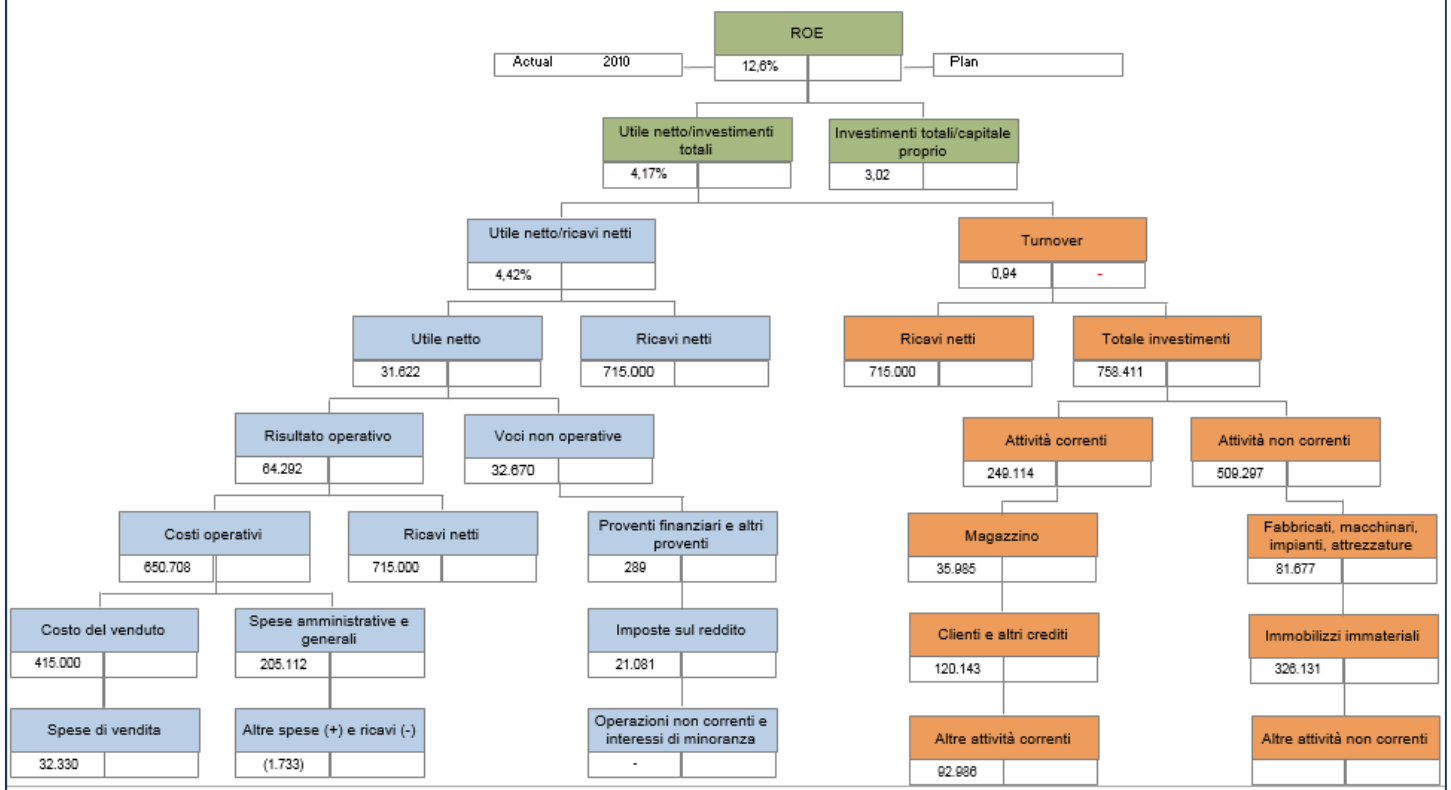 ROE
Actual 2010
12,6%
Plan
Utile netto/investimenti
totali
Investimenti totali/capitale
proprio
4,17%
3,02
Utile netto/ricavi netti
Turnover
4,42%
0,94 -
Utile netto
Ricavi netti
Ricavi netti
Totale investimenti
31.622
715.000
715.000
758.411
Risultato operativo
Voci non operative
Attività correnti
Attività non correnti
64.292
32.670
249.114
509.297
Costi operativi
Ricavi netti
Proventi finanziari e altri
proventi
Magazzino
Fabbricati, macchinari,
impianti, attrezzature
650.708
715.000
289
35.985
81.677
Costo del venduto
Spese amministrative e
generali
Imposte sul reddito
Clienti e altri crediti
Immobilizzi immateriali
415.000
205.112
21.081
120.143
326.131
Spese di vendita
Altre spese (+) e ricavi (-)
Operazioni non correnti e
interessi di minoranza
Altre attività correnti
Altre attività non correnti
32.330
(1.733)
-
92.986